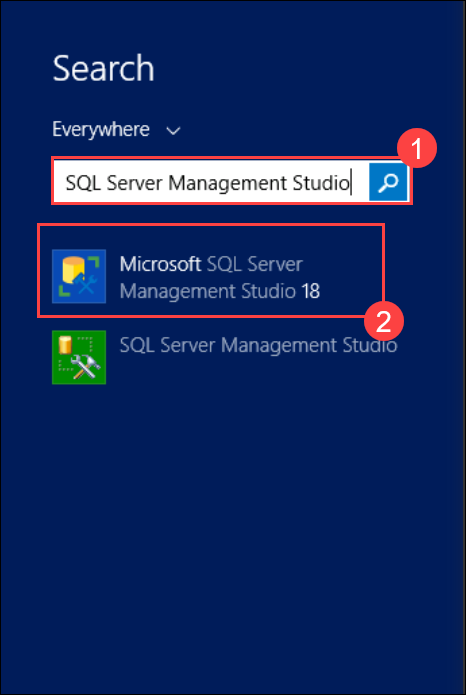 Search
Everywhere
1
SQL Server Management Studio
Microsoft SQL Server
Management Studio 18
2
SQL Server Management Studio